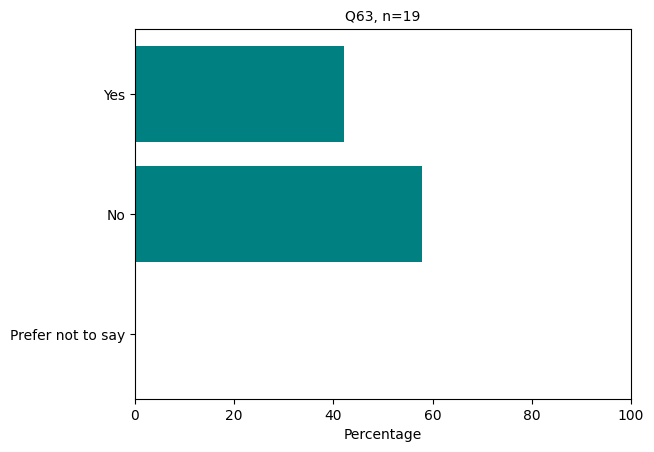 Q63, n=19
Yes
No
Prefer not to say
0 20 40 60 80 100
Percentage